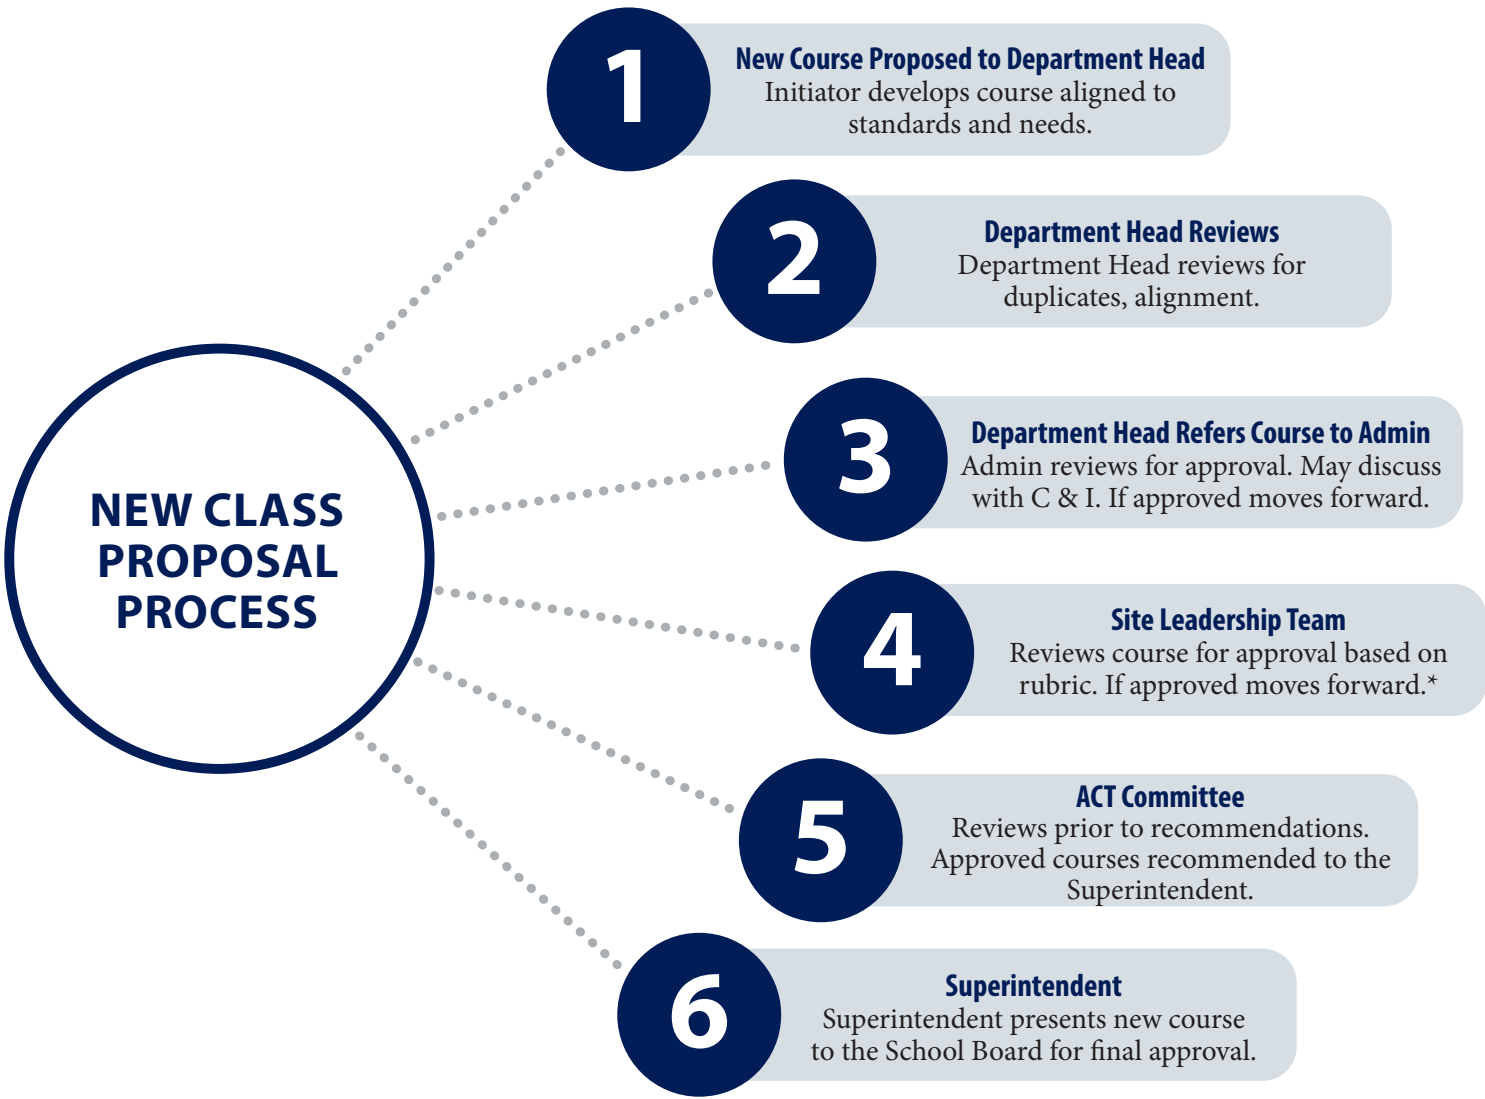 NEW CLASS
PROPOSAL
PROCESS
1
New Course Proposed to Department Head
Initiator develops course aligned to
standards and needs.
2
Department Head Reviews
Department Head reviews for
duplicates, alignment.
3
Department Head Refers Course to Admin
Admin reviews for approval. May discuss
with C & I. If approved moves forward.
4
Site Leadership Team
Reviews course for approval based on
rubric. If approved moves forward.*
5
ACT Committee
Reviews prior to recommendations.
Approved courses recommended to the
Superintendent.
6
Superintendent
Superintendent presents new course
to the School Board for final approval.